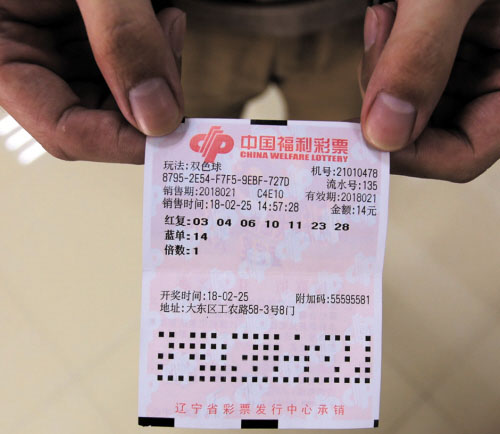 中国福利彩票
CHINA WELFARE LOTTERY
玩法:双色球 机号:21010478
8795-2E54-F7F5-9EBF-727D 流水号:135
销售期:2018021 C4E10 有效期:2018021
销售时间:18-02-25 14:57:28 金额:14元
红复:03 04 06 10 11 23 28
蓝单:14
倍数:1
开奖时间:18-02-25 附加码:55595581
地址:大东区工农路58-3号8门
辽宁省彩票发行中心承销